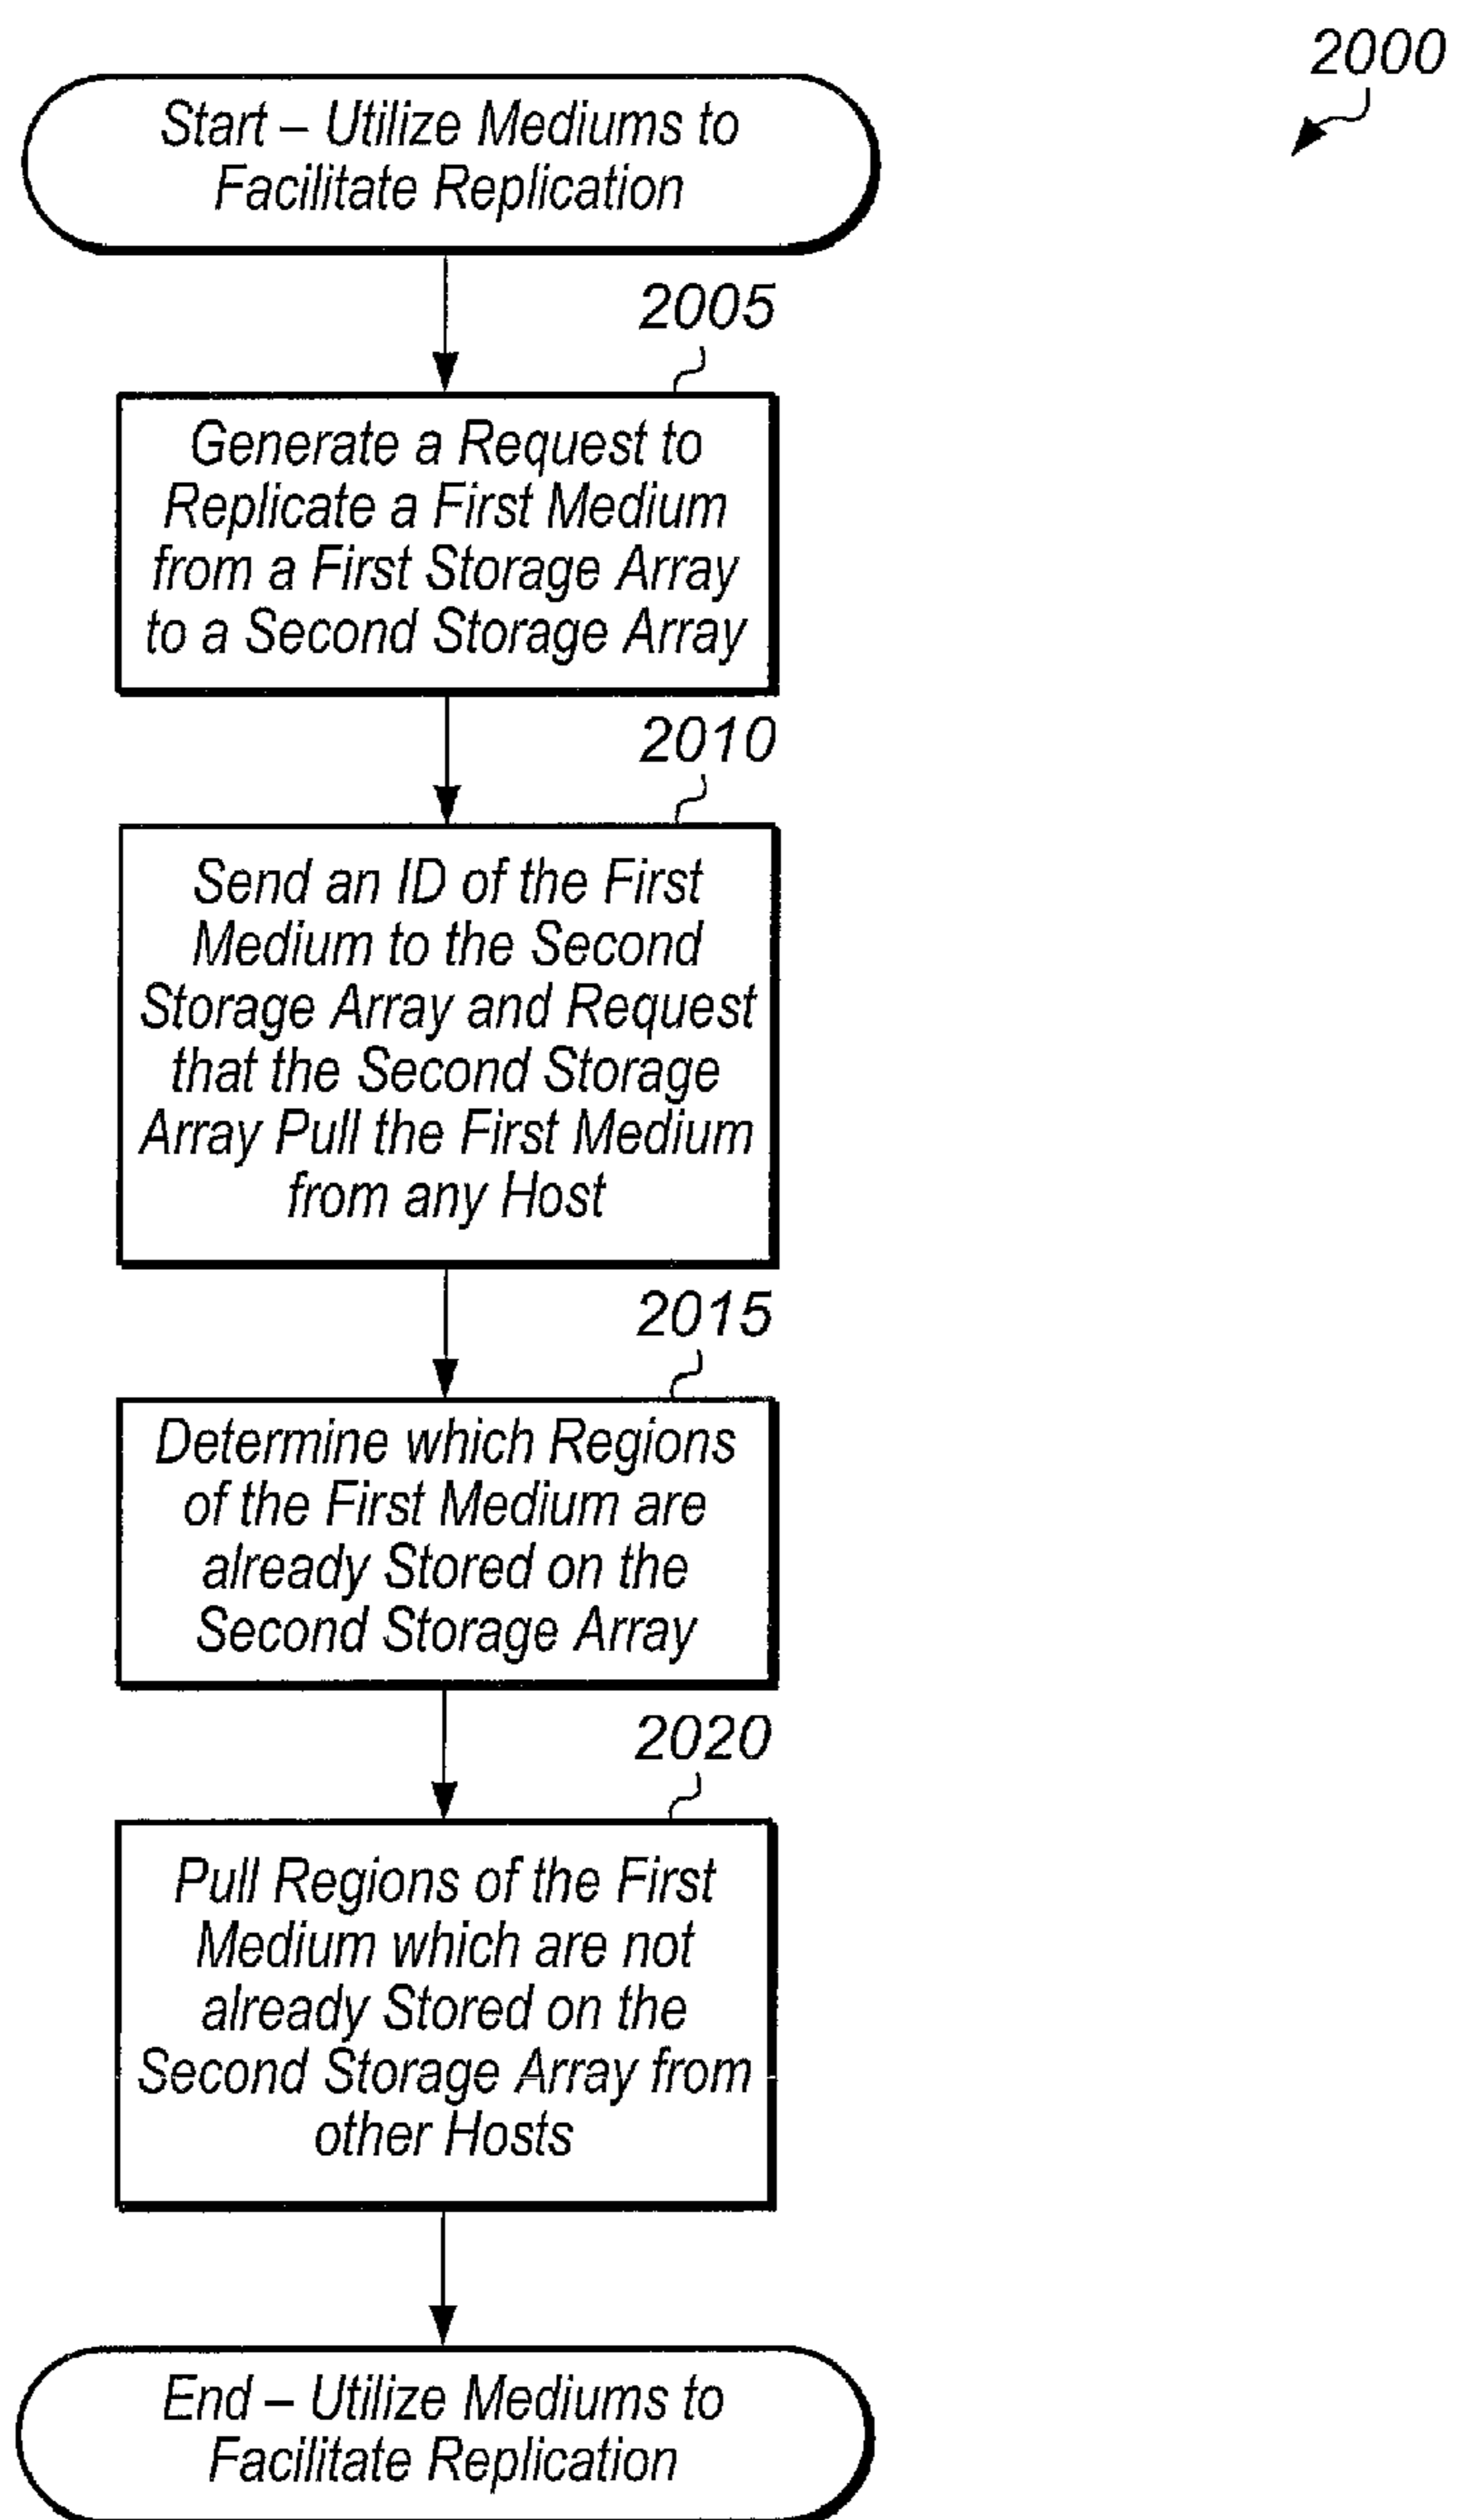 2000
Start – Utilize Mediums to
Facilitate Replication
2005
Generate a Request to
Replicate a First Medium
from a First Storage Array
to a Second Storage Array
2010
Send an ID of the First
Medium to the Second
Storage Array and Request
that the Second Storage
Array Pull the First Medium
from any Host
2015
Determine which Regions
of the First Medium are
already Stored on the
Second Storage Array
2020
Pull Regions of the First
Medium which are not
already Stored on the
Second Storage Array from
other Hosts
End – Utilize Mediums to
Facilitate Replication